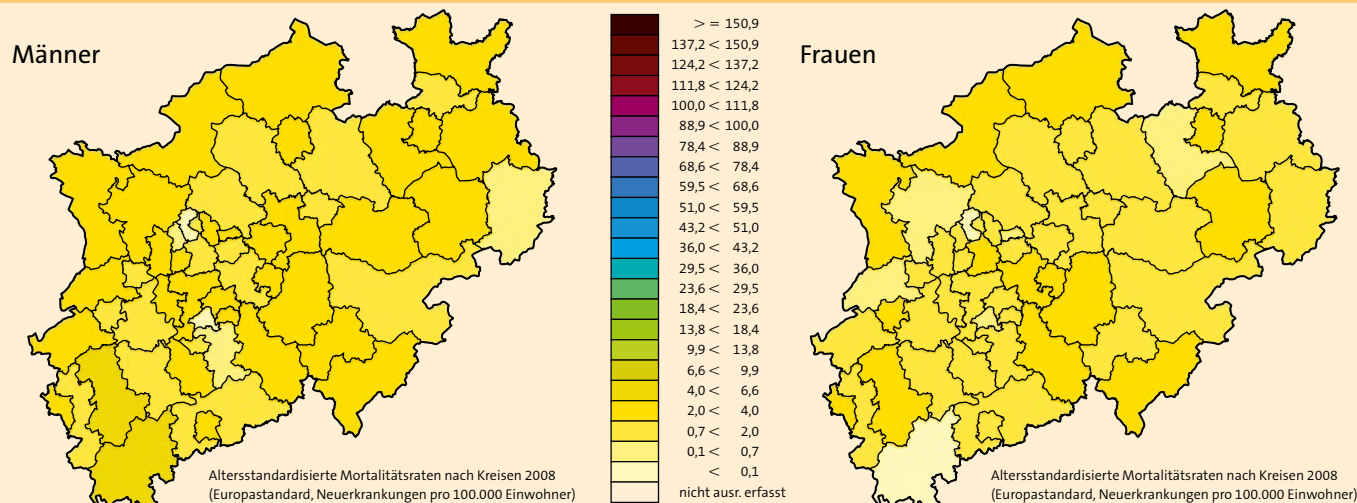 Männer
> = 150,9
137,2 < 150,9
124,2 < 137,2
111,8 < 124,2
100,0 < 111,8
88,9 < 100,0
78,4 < 88,9
68,6 < 78,4
59,5 < 68,6
51,0 < 59,5
43,2 < 51,0
36,0 < 43,2
29,5 < 36,0
23,6 < 29,5
18,4 < 23,6
13,8 < 18,4
9,9 < 13,8
6,6 < 9,9
4,0 < 6,6
2,0 < 4,0
0,7 < 2,0
0,1 < 0,7
< 0,1
nicht ausr. erfasst
Frauen
Altersstandardisierte Mortalitätsraten nach Kreisen 2008
(Europastandard, Neuerkrankungen pro 100.000 Einwohner)
Altersstandardisierte Mortalitätsraten nach Kreisen 2008
(Europastandard, Neuerkrankungen pro 100.000 Einwohner)